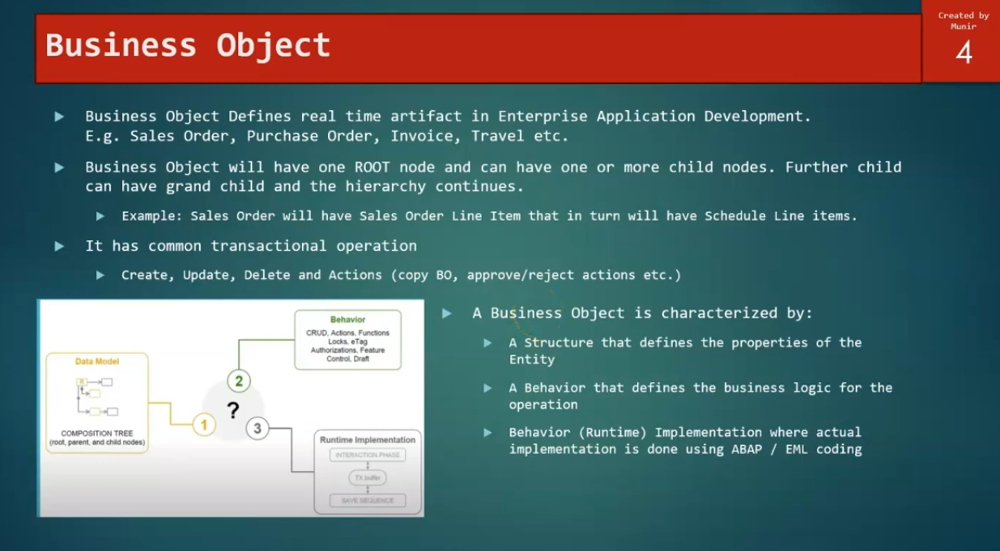 Created by
Munir
4
Business Object
Business Object Defines real time artifact in Enterprise Application Development.
E.g. Sales Order, Purchase Order, Invoice, Travel etc.
Business Object will have one ROOT node and can have one or more child nodes. Further child
can have grand child and the hierarchy continues.
Example: Sales Order will have Sales Order Line Item that in turn will have Schedule Line items.
It has common transactional operation
Create, Update, Delete and Actions (copy BO, approve/reject actions etc.)
Data Model
R
COMPOSITION TREE
(root, parent, and child nodes)
1
2
?
3
Behavior
CRUD, Actions, Functions
Locks, eTag
Authorizations, Feature
Control, Draft
Runtime Implementation
INTERACTION PHASE
TX buffer
SAVE SEQUENCE
A Business Object is characterized by:
A Structure that defines the properties of the
Entity
A Behavior that defines the business logic for the
operation
Behavior (Runtime) Implementation where actual
implementation is done using ABAP / EML coding